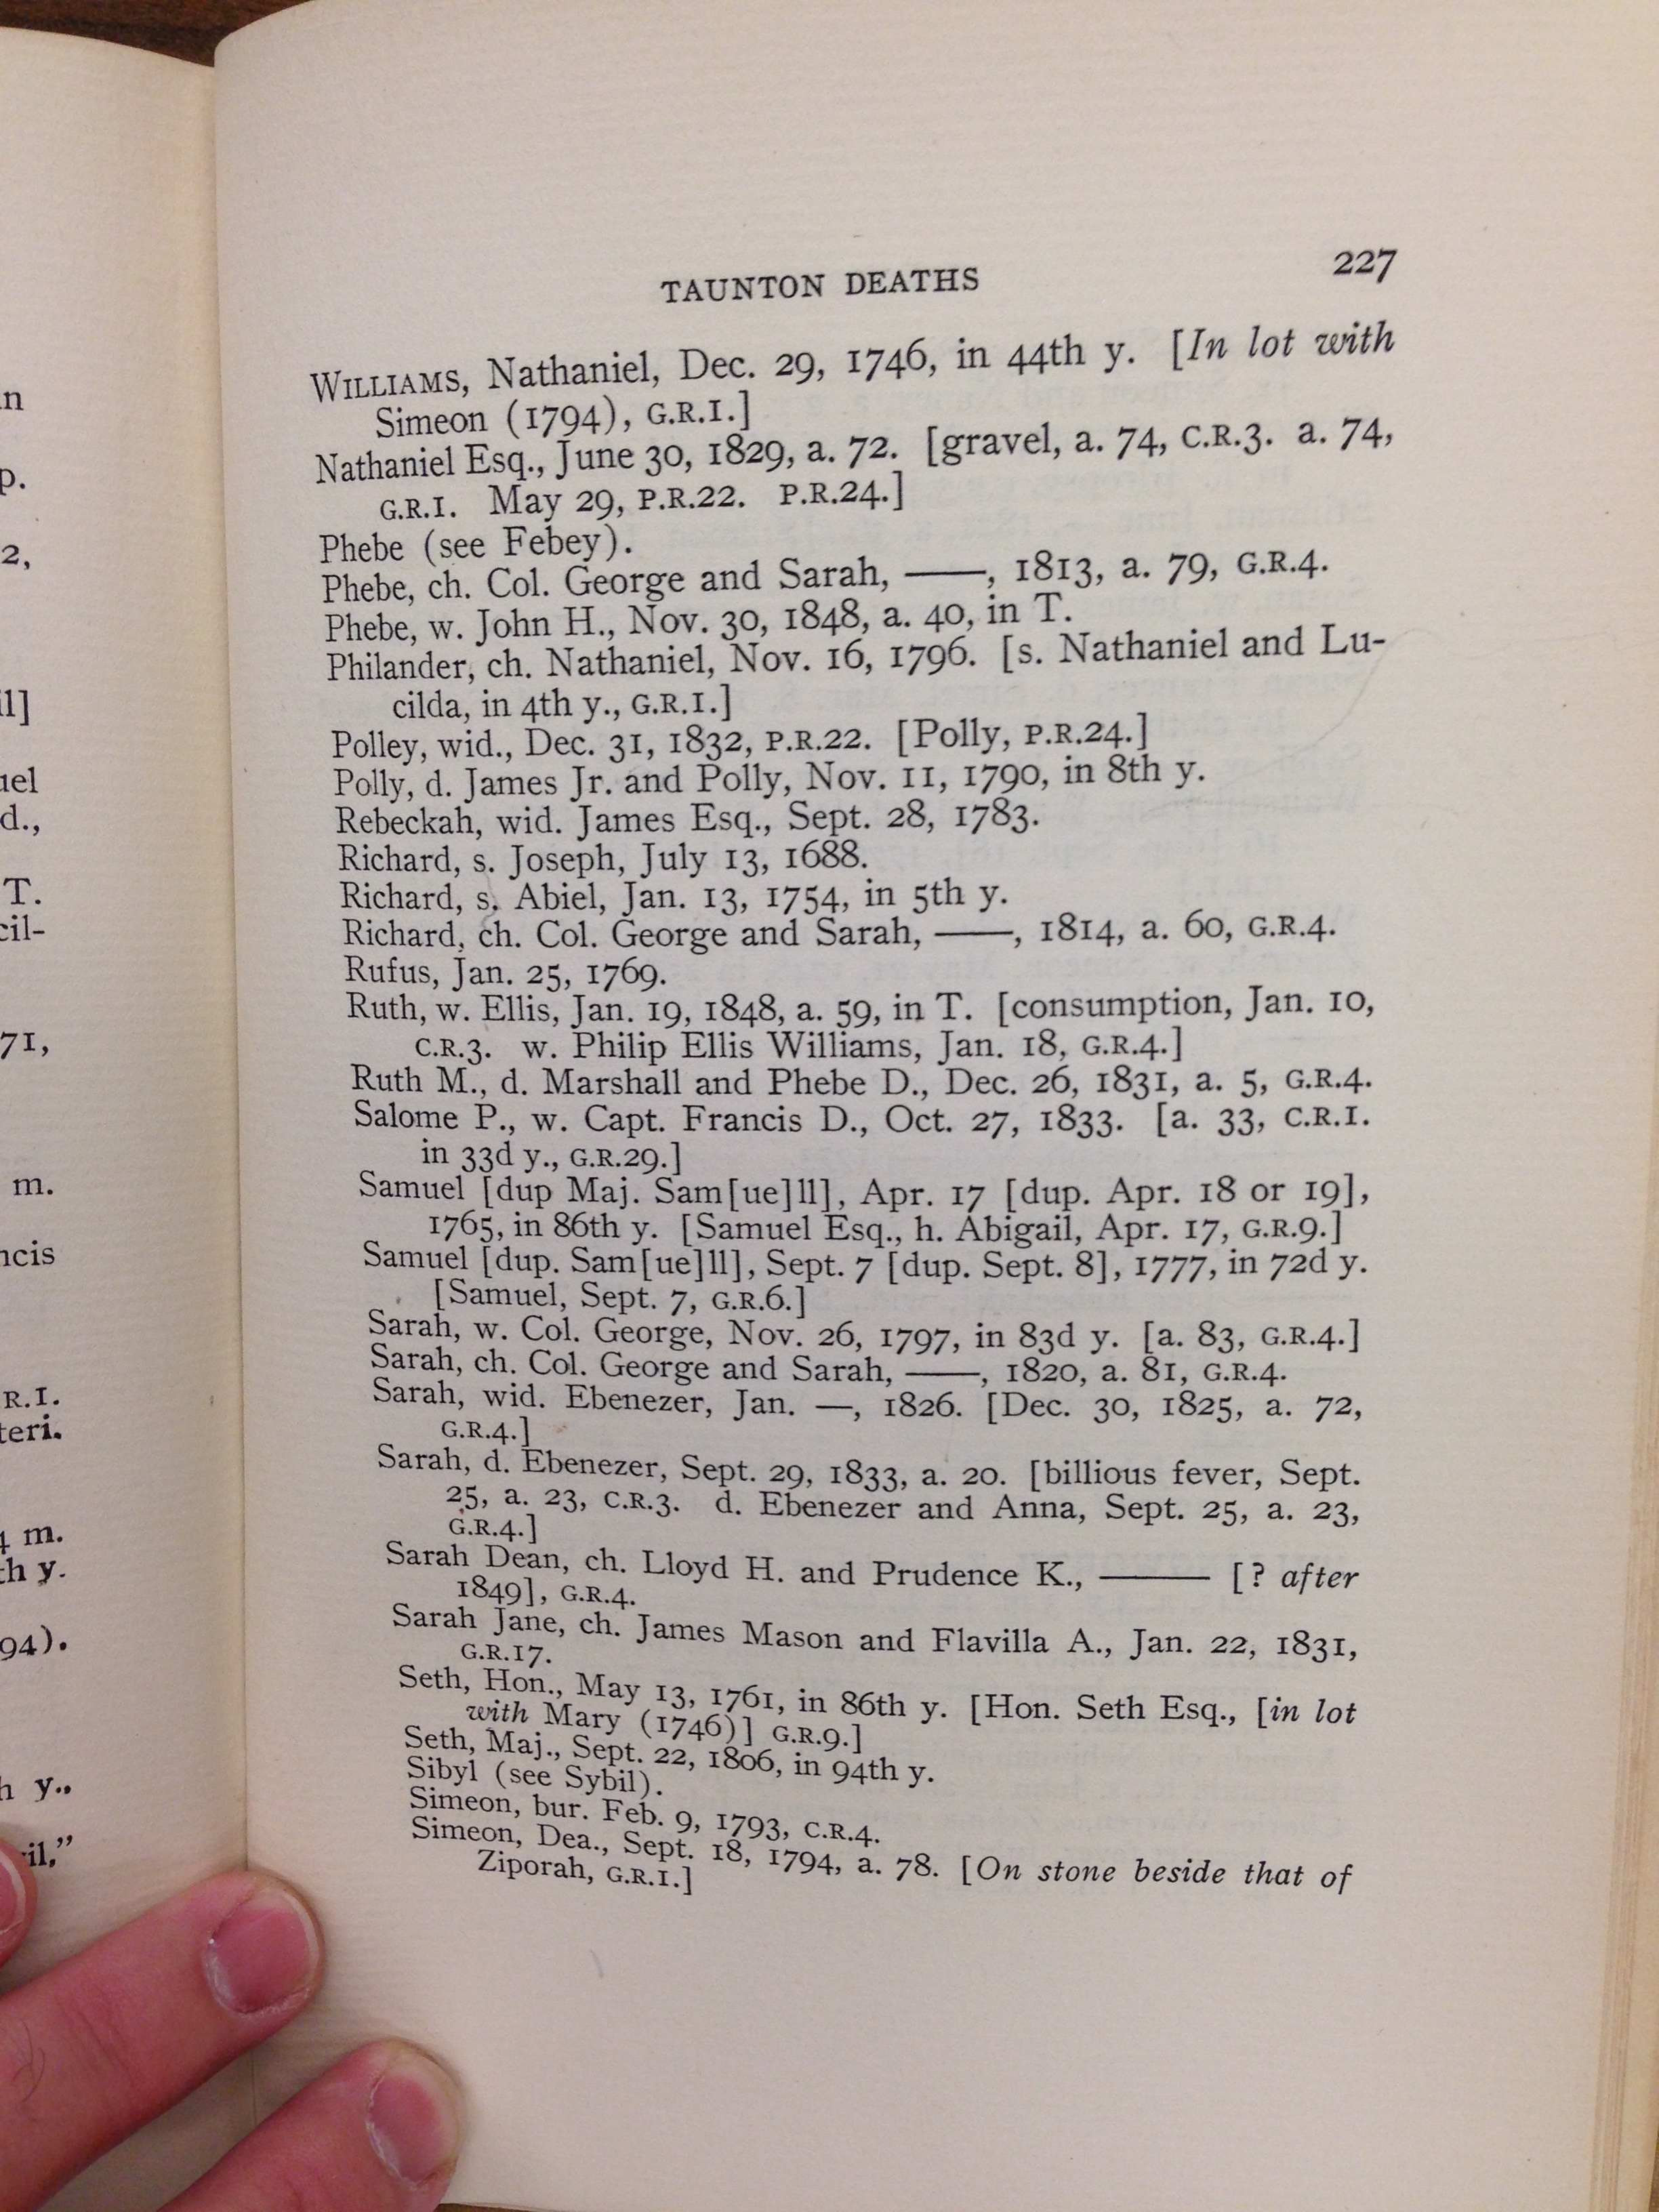 n
p.
2,
ll]
uel
d.,
T.
cil-
71,
m.
ncis
R.I.
teri.
4 m.
th y.
94).
h y.,
il,"
TAUNTON DEATHS
227
WILLIAMS, Nathaniel, Dec. 29, 1746, in 44th y. [In lot with
Simeon (1794), G.R.I.]
Nathaniel Esq., June 30, 1829, a. 72. [gravel, a. 74, C.R.3. a. 74,
G.R.I. May 29, P.R.22. P.R.24.]
Phebe (see Febey).
Phebe, ch. Col. George and Sarah, ——, 1813, a. 79, G.R.4.
Phebe, w. John H., Nov. 30, 1848, a. 40, in T.
Philander, ch. Nathaniel, Nov. 16, 1796. [s. Nathaniel and Lu-
cilda, in 4th y., G.R.I.]
Polley, wid., Dec. 31, 1832, P.R.22. [Polly, P.R.24.]
Polly, d. James Jr. and Polly, Nov. 11, 1790, in 8th y.
Rebeckah, wid. James Esq., Sept. 28, 1783.
Richard, s. Joseph, July 13, 1688.
Richard, s. Abiel, Jan. 13, 1754, in 5th y.
Richard, ch. Col. George and Sarah, ——, 1814, a. 60, G.R.4.
Rufus, Jan. 25, 1769.
Ruth, w. Ellis, Jan. 19, 1848, a. 59, in T. [consumption, Jan. 10,
C.R.3. w. Philip Ellis Williams, Jan. 18, G.R.4.]
Ruth M., d. Marshall and Phebe D., Dec. 26, 1831, a. 5, G.R.4.
Salome P., w. Capt. Francis D., Oct. 27, 1833. [a. 33, C.R.I.
in 33d y., G.R.29.]
Samuel [dup Maj. Sam[ue]ll], Apr. 17 [dup. Apr. 18 or 19],
1765, in 86th y. [Samuel Esq., h. Abigail, Apr. 17, G.R.9.]
Samuel [dup. Sam[ue]ll], Sept. 7 [dup. Sept. 8], 1777, in 72d y.
[Samuel, Sept. 7, G.R.6.]
Sarah, w. Col. George, Nov. 26, 1797, in 83d y. [a. 83, G.R.4.]
Sarah, ch. Col. George and Sarah, ——, 1820, a. 81, G.R.4.
Sarah, wid. Ebenezer, Jan. —, 1826. [Dec. 30, 1825, a. 72,
G.R.4.]
Sarah, d. Ebenezer, Sept. 29, 1833, a. 20. [billious fever, Sept.
25, a. 23, C.R.3. d. Ebenezer and Anna, Sept. 25, a. 23,
G.R.4.]
Sarah Dean, ch. Lloyd H. and Prudence K., ——— [? after
1849], G.R.4.
Sarah Jane, ch. James Mason and Flavilla A., Jan. 22, 1831,
G.R.17.
Seth, Hon., May 13, 1761, in 86th y. [Hon. Seth Esq., [in lot
with Mary (1746)] G.R.9.]
Seth, Maj., Sept. 22, 1806, in 94th y.
Sibyl (see Sybil).
Simeon, bur. Feb. 9, 1793, C.R.4.
Simeon, Dea., Sept. 18, 1794, a. 78. [On stone beside that of
Ziporah, G.R.I.]